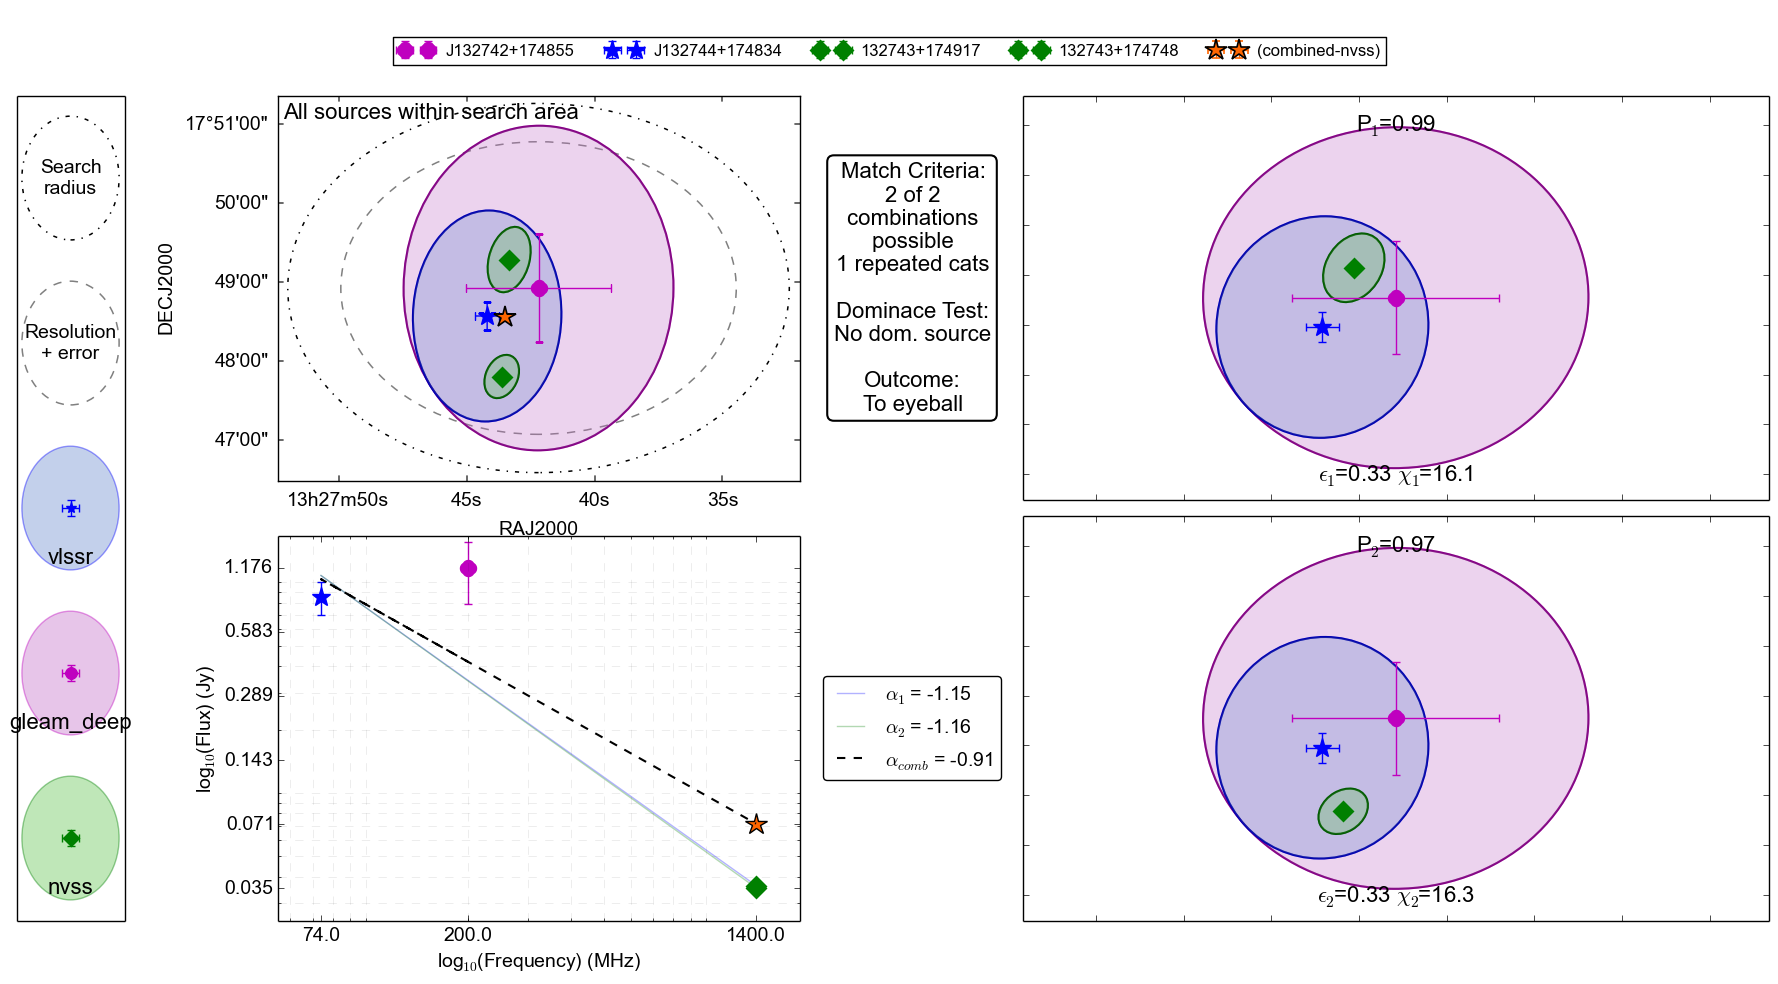 J132742+174855 J132744+174834 132743+174917 132743+174748 (combined-nvss)
Search
radius
Resolution
+ error
vlssr
gleam_deep
nvss
All sources within search area
17°51'00"
50'00"
49'00"
48'00"
47'00"
DECJ2000
13h27m50s 45s 40s 35s
RAJ2000
Match Criteria:
2 of 2
combinations
possible
1 repeated cats
Dominace Test:
No dom. source
Outcome:
To eyeball
P1=0.99
ϵ1=0.33 χ1=16.1
1.176
0.583
0.289
0.143
0.071
0.035
log10(Flux) (Jy)
74.0 200.0 1400.0
log10(Frequency) (MHz)
α1 = -1.15
α2 = -1.16
αcomb = -0.91
P2=0.97
ϵ2=0.33 χ2=16.3